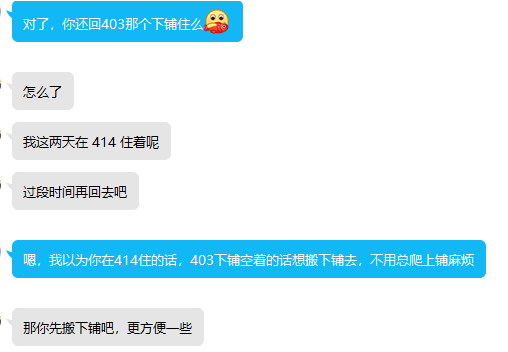 对了，你还回403那个下铺住么
怎么了
我这两天在 414 住着呢
过段时间再回去吧
嗯，我以为你在414住的话，403下铺空着的话想搬下铺去，不用总爬上铺麻烦
那你先搬下铺吧，更方便一些